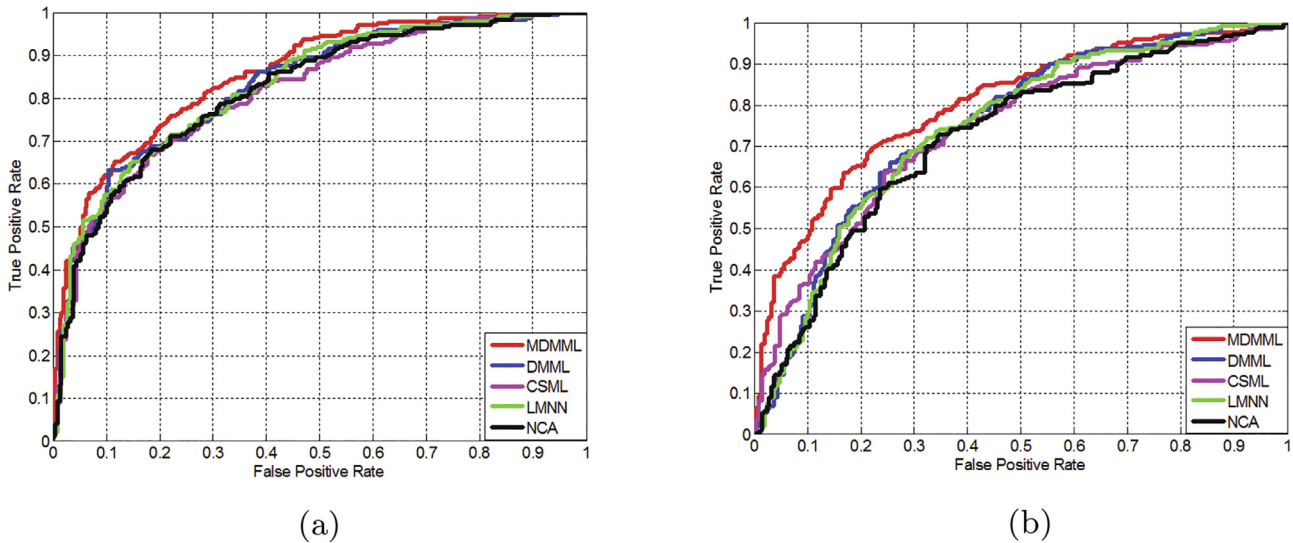 1
0.9
0.8
0.7
0.6
0.5
0.4
0.3
0.2
0.1
0
True Positive Rate
0 0.1 0.2 0.3 0.4 0.5 0.6 0.7 0.8 0.9 1
False Positive Rate
MDMML
DMML
CSML
LMNN
NCA
(a)
1
0.9
0.8
0.7
0.6
0.5
0.4
0.3
0.2
0.1
0
True Positive Rate
0 0.1 0.2 0.3 0.4 0.5 0.6 0.7 0.8 0.9 1
False Positive Rate
MDMML
DMML
CSML
LMNN
NCA
(b)